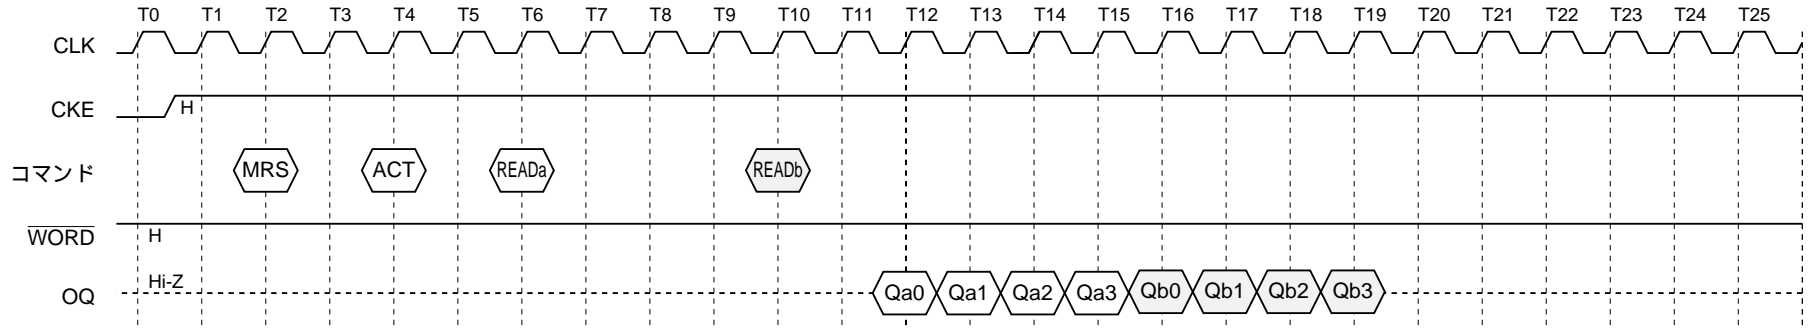 T0 T1 T2 T3 T4 T5 T6 T7 T8 T9 T10 T11 T12 T13 T14 T15 T16 T17 T18 T19 T20 T21 T22 T23 T24 T25
CLK
CKE H
コマンド MRS ACT READa READb
WORD H
OQ Hi-Z Qa0 Qa1 Qa2 Qa3 Qb0 Qb1 Qb2 Qb3